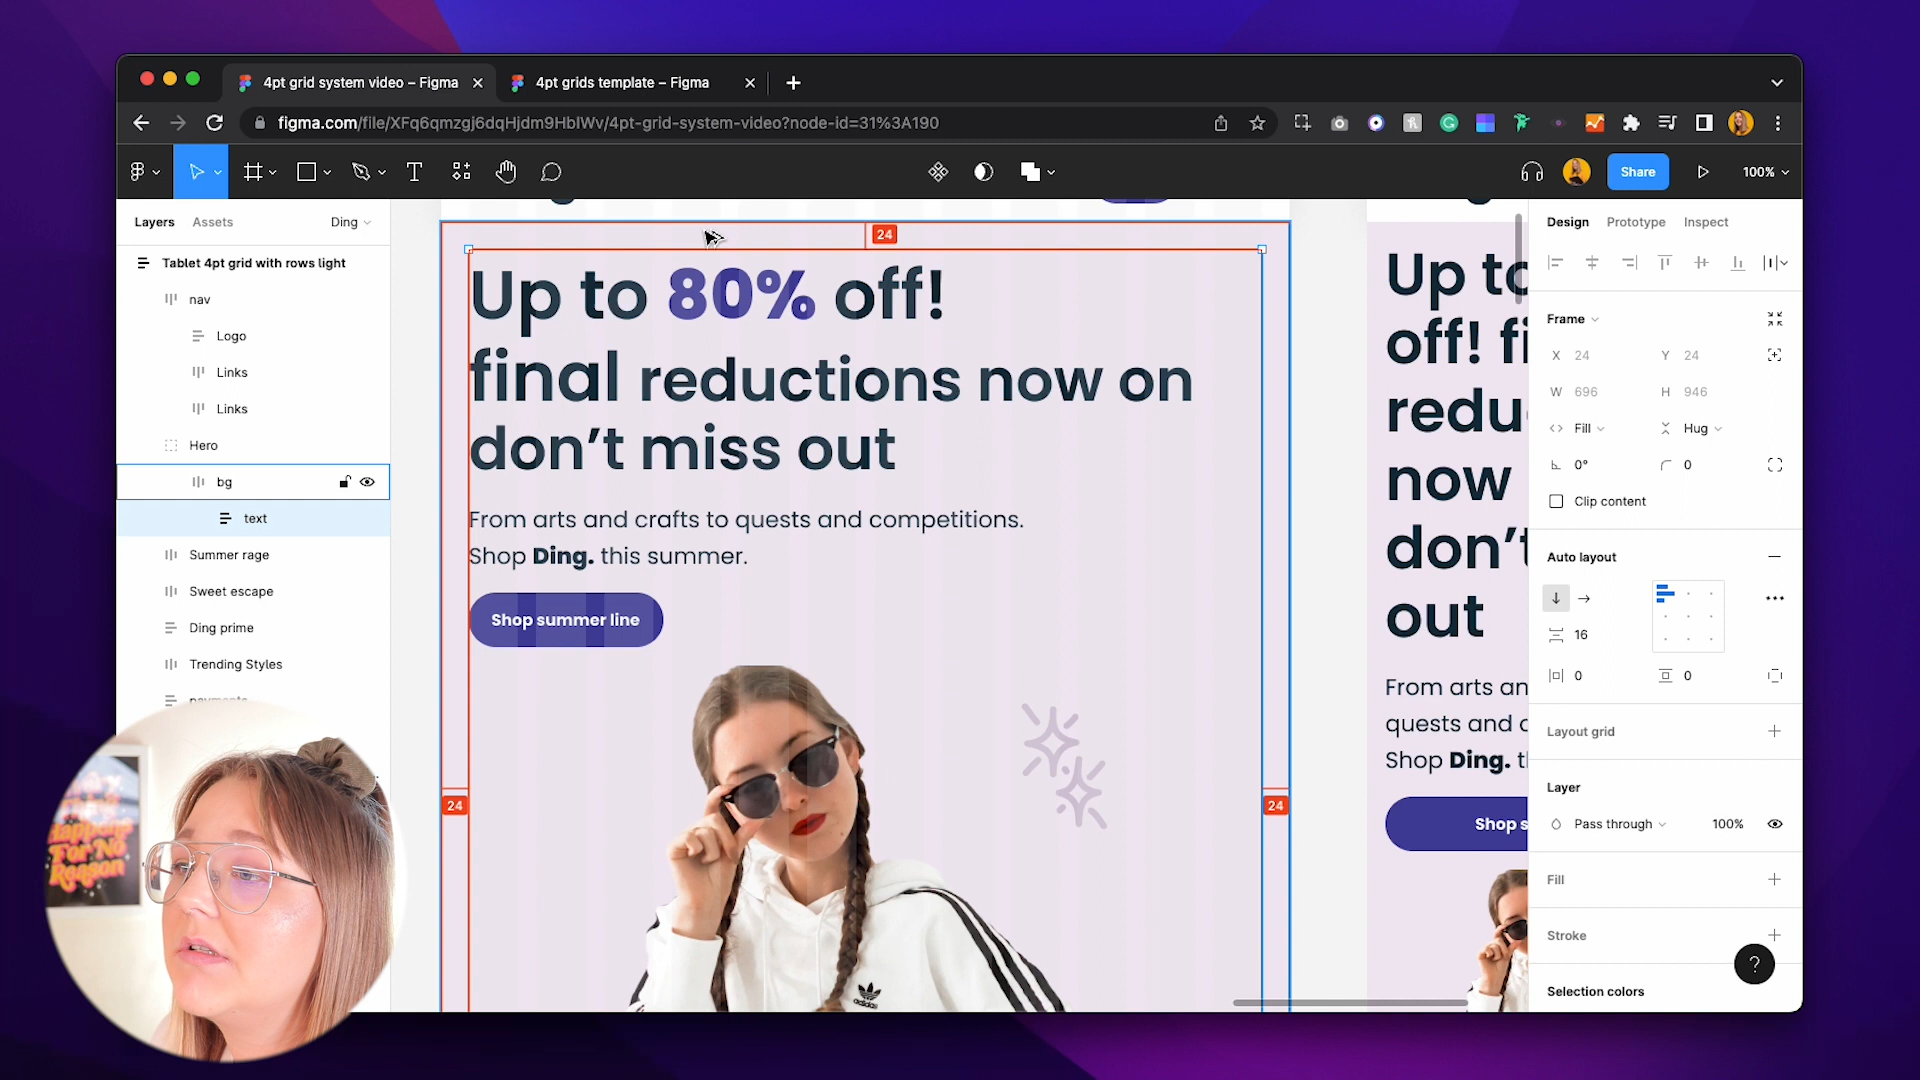 4pt grid system video – Figma
4pt grids template – Figma
figma.com/file/XFq6qmzgj6dqHjdm9HbIWv/4pt-grid-system-video?node-id=31%3A190
Share
100%
Layers
Assets
Ding
Tablet 4pt grid with rows light
nav
Logo
Links
Links
Hero
bg
text
Summer rage
Sweet escape
Ding prime
Trending Styles
payments
Happens
For No
Reason
24
Up to 80% off!
final reductions now on
don't miss out
From arts and crafts to quests and competitions.
Shop Ding. this summer.
Shop summer line
24
24
adidas
Up to
off! fi
redu
now
don't
out
From arts an
quests and c
Shop Ding. t
Shop s
Design
Prototype
Inspect
Frame
X 24
Y 24
W 696
H 946
Fill
Hug
0°
0
Clip content
Auto layout
16
0
0
Layout grid
Layer
Pass through
100%
Fill
Stroke
?
Selection colors